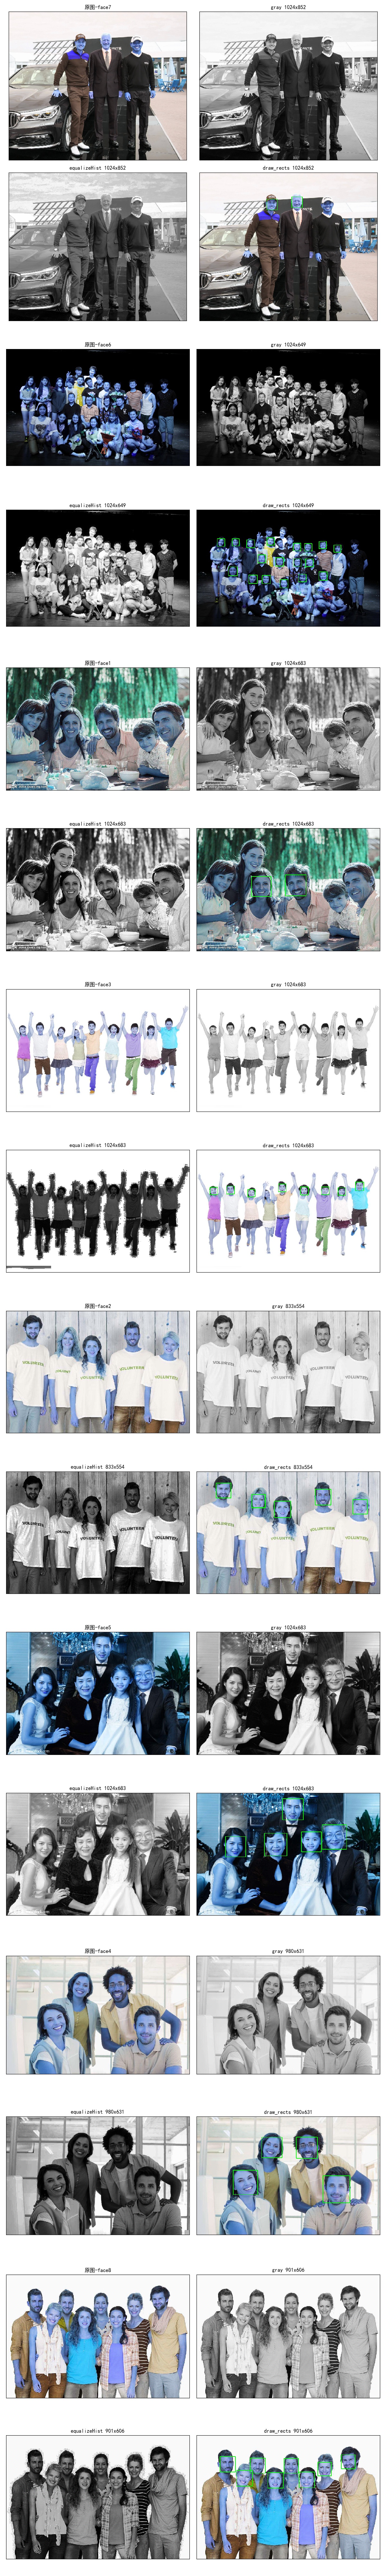 原图-face7
gray 1024x852
equalizeHist 1024x852
draw_rects 1024x852
原图-face6
gray 1024x649
equalizeHist 1024x649
draw_rects 1024x649
原图-face1
gray 1024x683
equalizeHist 1024x683
draw_rects 1024x683
原图-face3
gray 1024x683
equalizeHist 1024x683
draw_rects 1024x683
原图-face2
gray 833x554
VOLUNTEER
VOLUNTEER
VOLUNTEER
VOLUNTEER
equalizeHist 833x554
draw_rects 833x554
VOLUNTEER
VOLUNTEER
VOLUNTEER
VOLUNTEER
原图-face5
gray 1024x683
equalizeHist 1024x683
draw_rects 1024x683
原图-face4
gray 980x631
equalizeHist 980x631
draw_rects 980x631
原图-face8
gray 901x606
equalizeHist 901x606
draw_rects 901x606